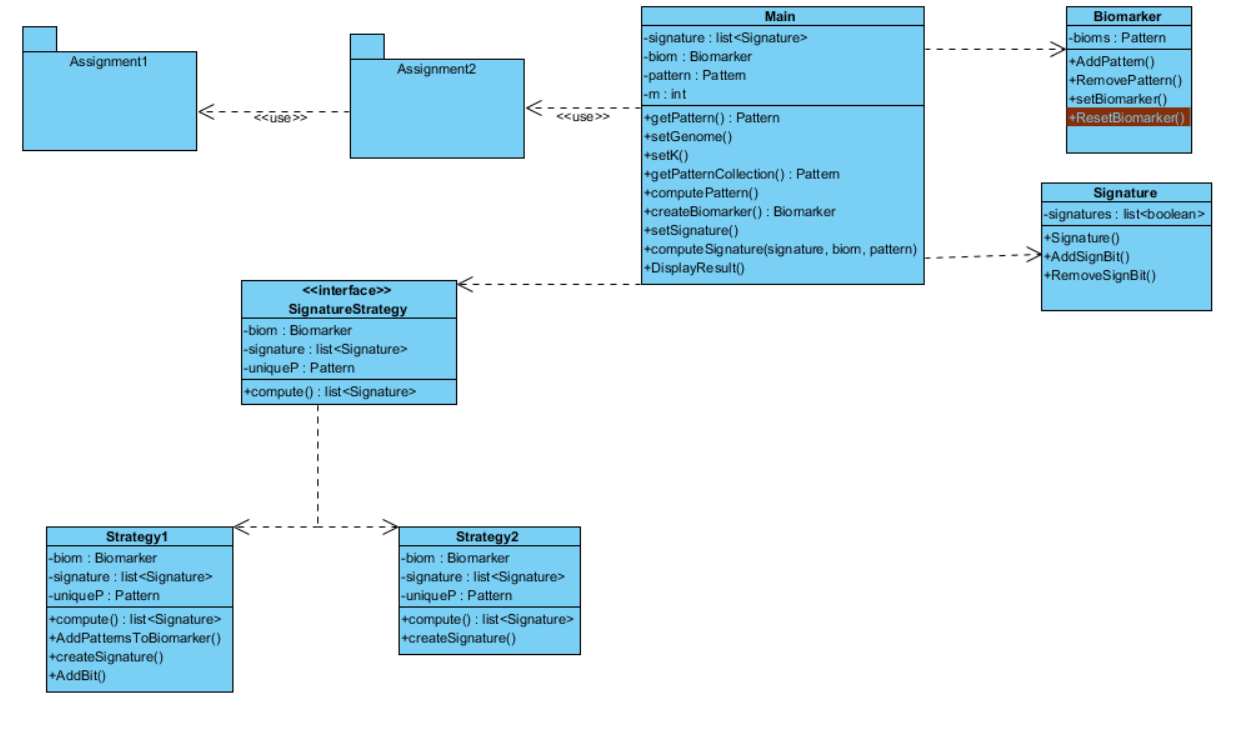 Assignment1
<<use>>
Assignment2
<<use>>
Main
-signature : list<Signature>
-biom : Biomarker
-pattern : Pattern
-m : int
+getPattern() : Pattern
+setGenome()
+setK()
+getPatternCollection() : Pattern
+computePattern()
+createBiomarker() : Biomarker
+setSignature()
+computeSignature(signature, biom, pattern)
+DisplayResult()
Biomarker
-bioms : Pattern
+AddPattern()
+RemovePattern()
+setBiomarker()
+ResetBiomarker()
Signature
-signatures : list<boolean>
+Signature()
+AddSignBit()
+RemoveSignBit()
<<interface>>
SignatureStrategy
-biom : Biomarker
-signature : list<Signature>
-uniqueP : Pattern
+compute() : list<Signature>
Strategy1
-biom : Biomarker
-signature : list<Signature>
-uniqueP : Pattern
+compute() : list<Signature>
+AddPatternsToBiomarker()
+createSignature()
+AddBit()
Strategy2
-biom : Biomarker
-signature : list<Signature>
-uniqueP : Pattern
+compute() : list<Signature>
+createSignature()